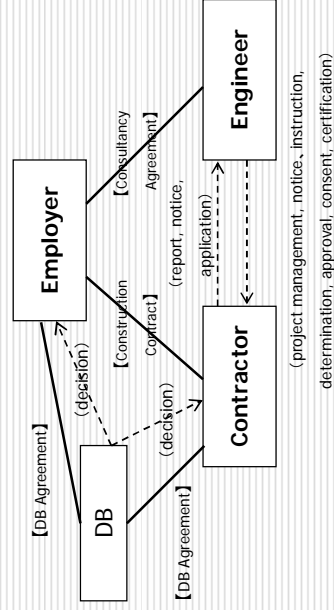 【DB Agreement】
Employer
DB
(decision)
【Construction
Contract】
【Consultancy
Agreement】
(decision)
【DB Agreement】
(report, notice,
application)
Contractor
Engineer
(project management, notice、instruction,
determination, approval, consent, certification)